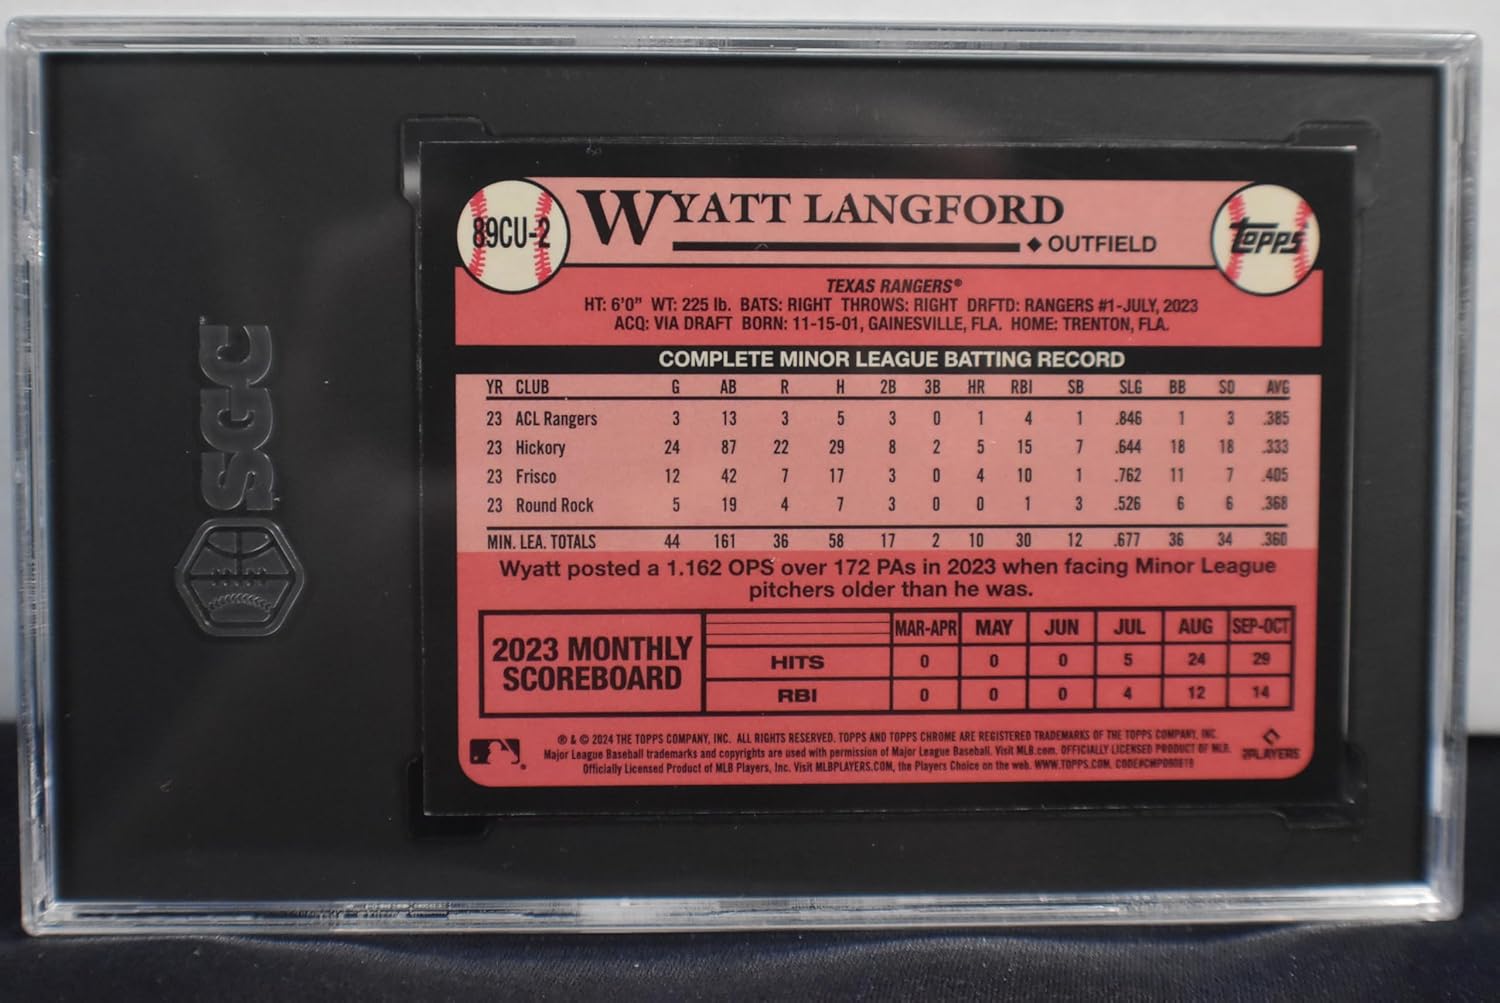 SGC
89CU-2
WYATT LANGFORD
OUTFIELD
TOPPS
TEXAS RANGERS®
HT: 6'0" WT: 225 lb. BATS: RIGHT THROWS: RIGHT DRFTD: RANGERS #1-JULY, 2023
ACQ: VIA DRAFT BORN: 11-15-01, GAINESVILLE, FLA. HOME: TRENTON, FLA.
COMPLETE MINOR LEAGUE BATTING RECORD
YR CLUB G AB R H 2B 3B HR RBI SB SLG BB SO AVG
23 ACL Rangers 3 13 3 5 3 0 1 4 1 .846 1 3 .385
23 Hickory 24 87 22 29 8 2 5 15 7 .644 18 18 .333
23 Frisco 12 42 7 17 3 0 4 10 1 .762 11 7 .405
23 Round Rock 5 19 4 7 3 0 0 1 3 .526 6 6 .368
MIN. LEA. TOTALS 44 161 36 58 17 2 10 30 12 .677 36 34 .360
Wyatt posted a 1.162 OPS over 172 PAs in 2023 when facing Minor League
pitchers older than he was.
2023 MONTHLY
SCOREBOARD
MAR-APR MAY JUN JUL AUG SEP-OCT
HITS 0 0 0 5 24 29
RBI 0 0 0 4 12 14
® & © 2024 THE TOPPS COMPANY, INC. ALL RIGHTS RESERVED. TOPPS AND TOPPS CHROME ARE REGISTERED TRADEMARKS OF THE TOPPS COMPANY, INC.
Major League Baseball trademarks and copyrights are used with permission of Major League Baseball. Visit MLB.com. OFFICIALLY LICENSED PRODUCT OF MLB
Officially Licensed Product of MLB Players, Inc. Visit MLBPLAYERS.COM, the Players Choice on the web. WWW.TOPPS.COM. CODE#CMP090819
PLAYERS